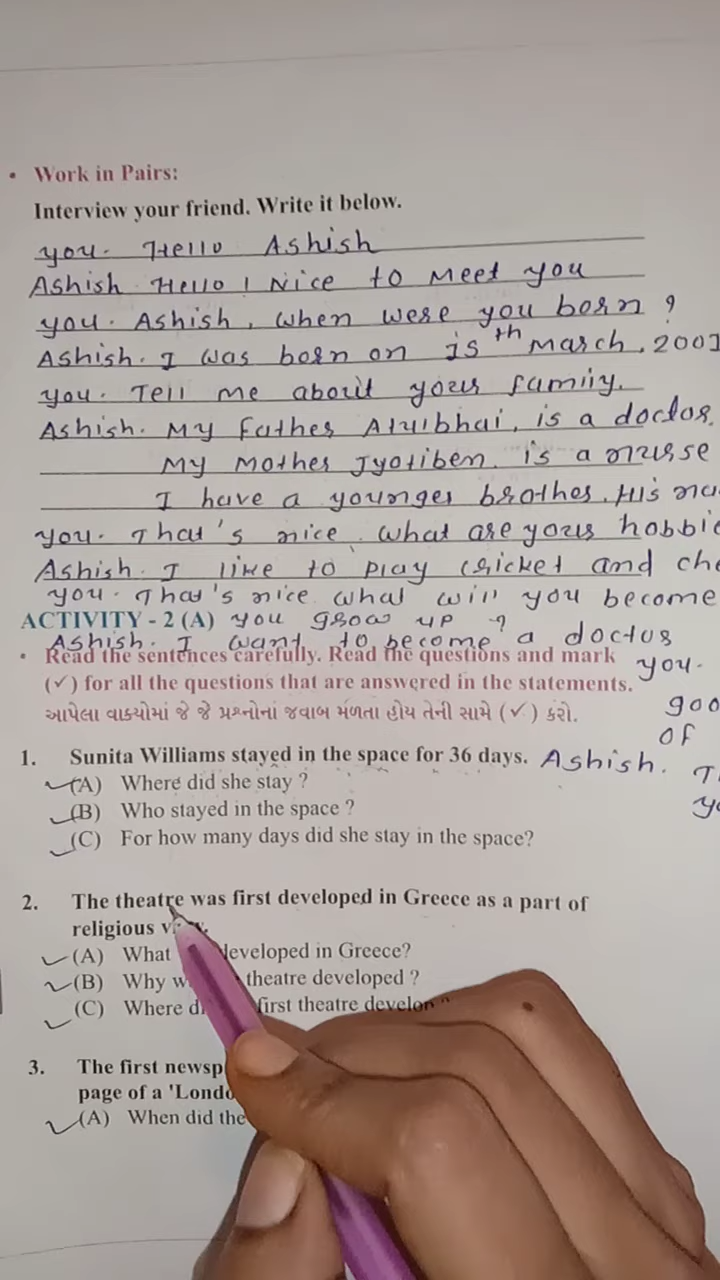 • Work in Pairs:
Interview your friend. Write it below.
you. Hello Ashish
Ashish Hello ! Nice to Meet you
you. Ashish, when were you born ?
Ashish. I was born on 15th March, 2001
you. Tell me about your family.
Ashish. My father Atulbhai, is a doctor.
My Mother Jyotiben. is a nurse
I have a younger brother. His
you. That's nice. what are your
Ashish. I like to play cricket and
you. That's nice what will you become
ACTIVITY - 2 (A) you grow up ?
Ashish. I want to become a doctor
• Read the sentences carefully. Read the questions and mark
you.
(✓) for all the questions that are answered in the statements.
આપેલા વાક્યોમાં જે જે પ્રશ્નોનાં જવાબ મળતા હોય તેની સામે (✓) કરો.
of
1. Sunita Williams stayed in the space for 36 days. Ashish.
✓(A) Where did she stay ?
✓(B) Who stayed in the space ?
✓(C) For how many days did she stay in the space?
2. The theatre was first developed in Greece as a part of
religious
✓(A) What developed in Greece?
✓(B) Why theatre developed ?
✓(C) Where first theatre
3. The first
page of a
✓(A) When did the